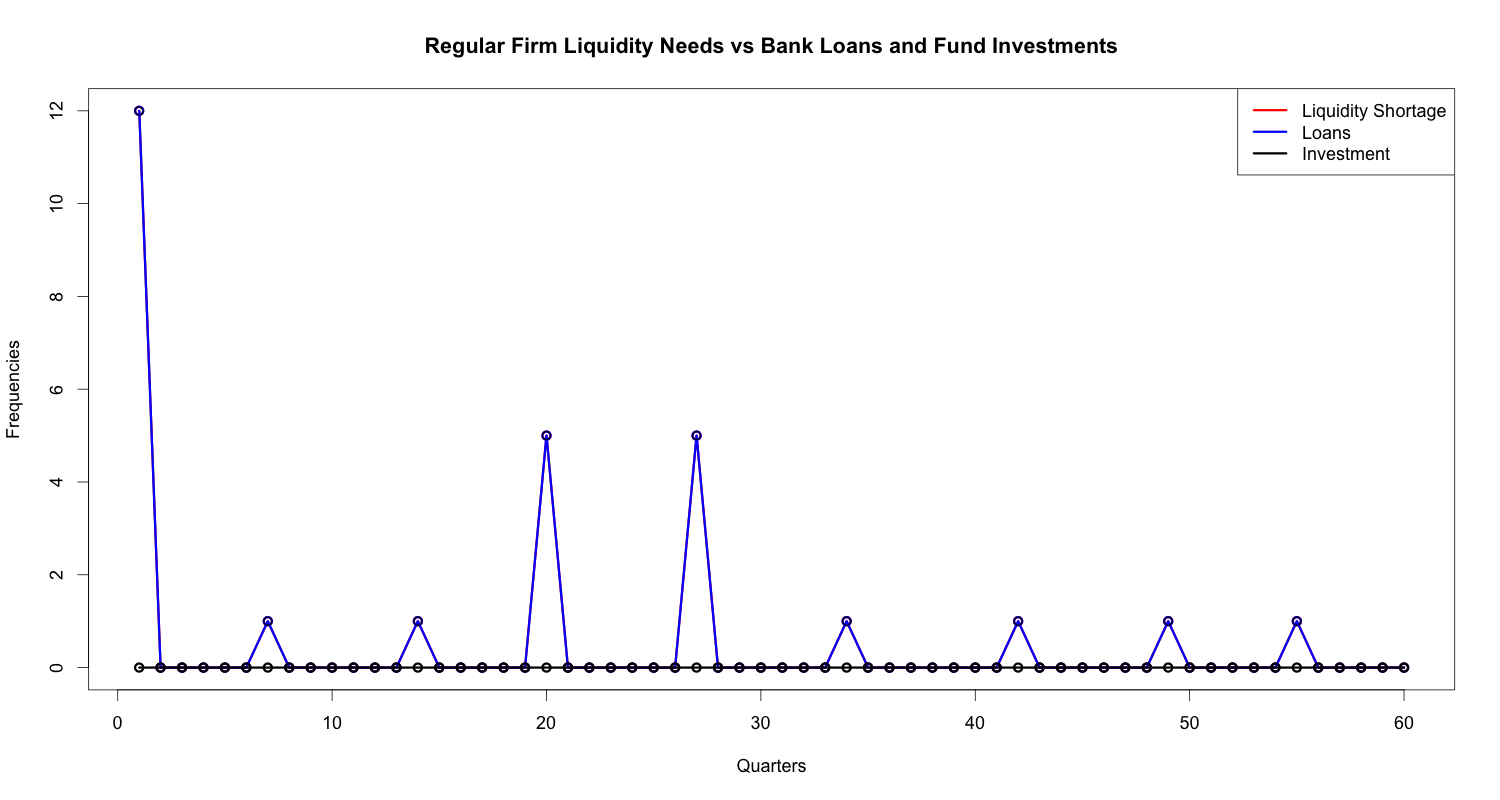 Regular Firm Liquidity Needs vs Bank Loans and Fund Investments
Liquidity Shortage
Loans
Investment
12
10
8
6
4
2
0
Frequencies
0 10 20 30 40 50 60
Quarters